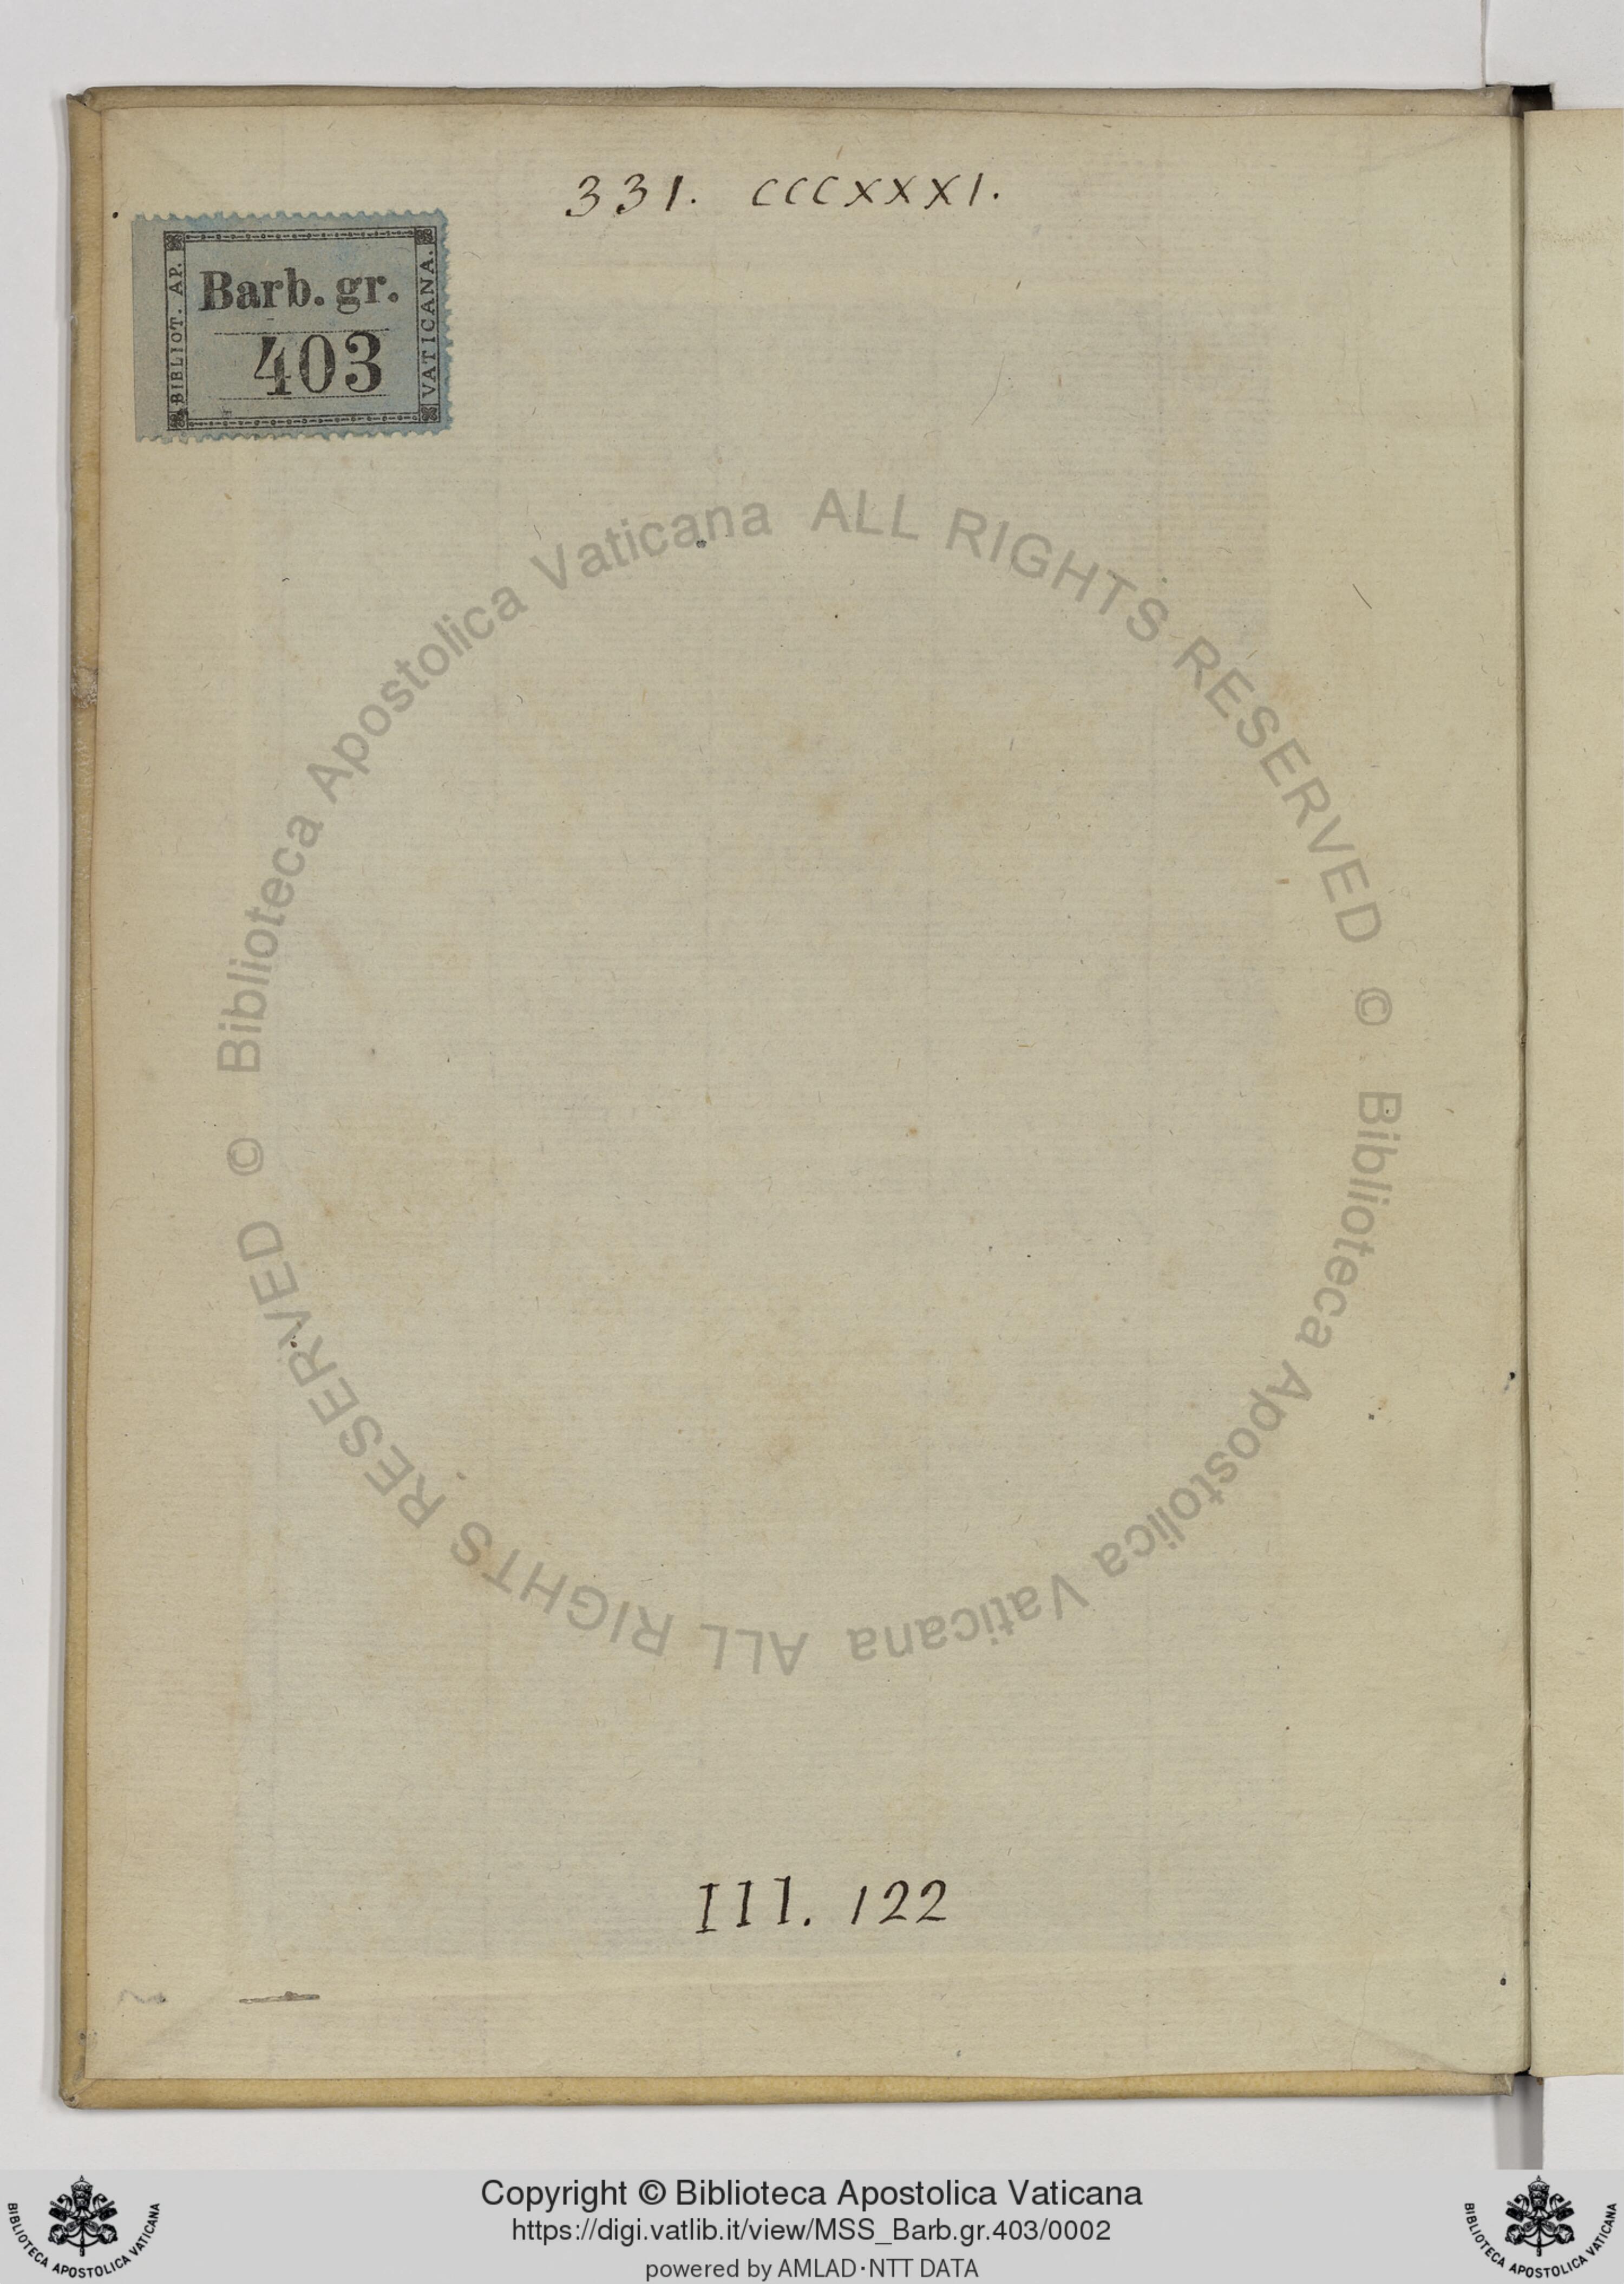 331. CCCXXXI.
BIBLIOT. AP.
Barb. gr.
403
VATICANA.
© Biblioteca Apostolica Vaticana ALL RIGHTS RESERVED
© Biblioteca Apostolica Vaticana ALL RIGHTS RESERVED
III. 122
Copyright © Biblioteca Apostolica Vaticana
https://digi.vatlib.it/view/MSS_Barb.gr.403/0002
powered by AMLAD·NTT DATA
BIBLIOTECA APOSTOLICA VATICANA
BIBLIOTECA APOSTOLICA VATICANA